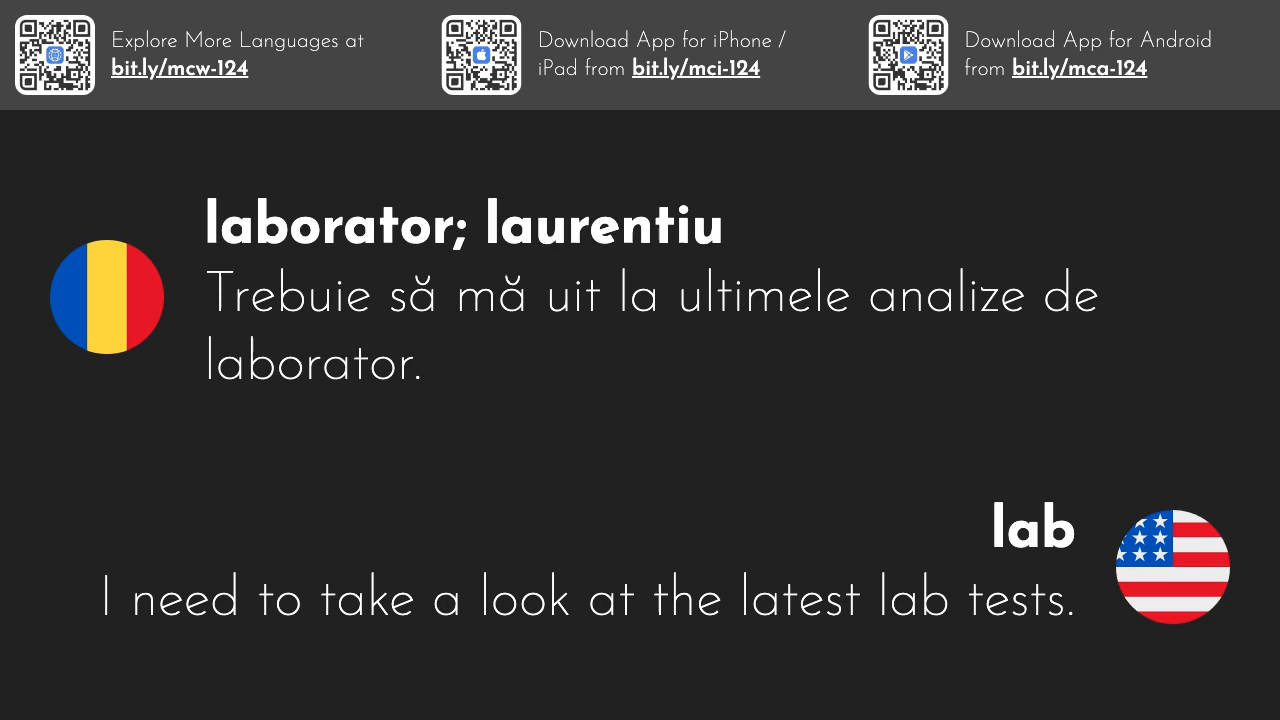 Explore More Languages at
bit.ly/mcw-124
Download App for iPhone /
iPad from bit.ly/mci-124
Download App for Android
from bit.ly/mca-124
laborator; laurentiu
Trebuie să mă uit la ultimele analize de
laborator.
lab
I need to take a look at the latest lab tests.